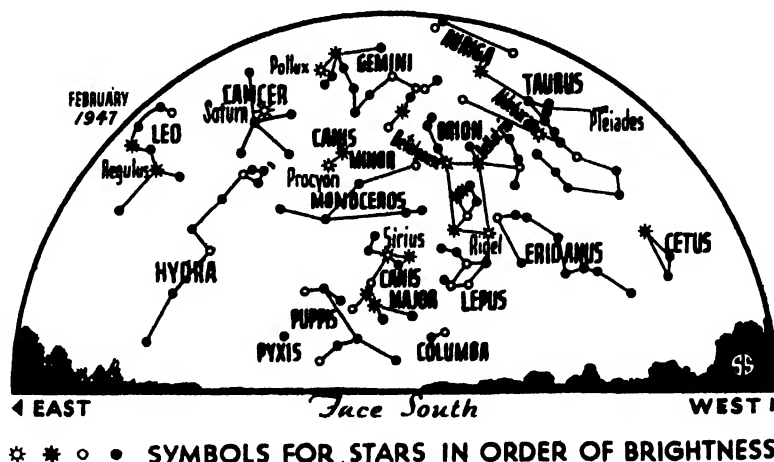 FEBRUARY
1947
AURIGA
Pollux
GEMINI
TAURUS
Pleiades
CANCER
Saturn
LEO
Regulus
CANIS
MINOR
Procyon
ORION
MONOCEROS
HYDRA
Sirius
CANIS
MAJOR
Rigel
ERIDANUS
CETUS
LEPUS
PUPPIS
PYXIS
COLUMBA
GS
EAST
Face South
WEST
SYMBOLS FOR STARS IN ORDER OF BRIGHTNESS